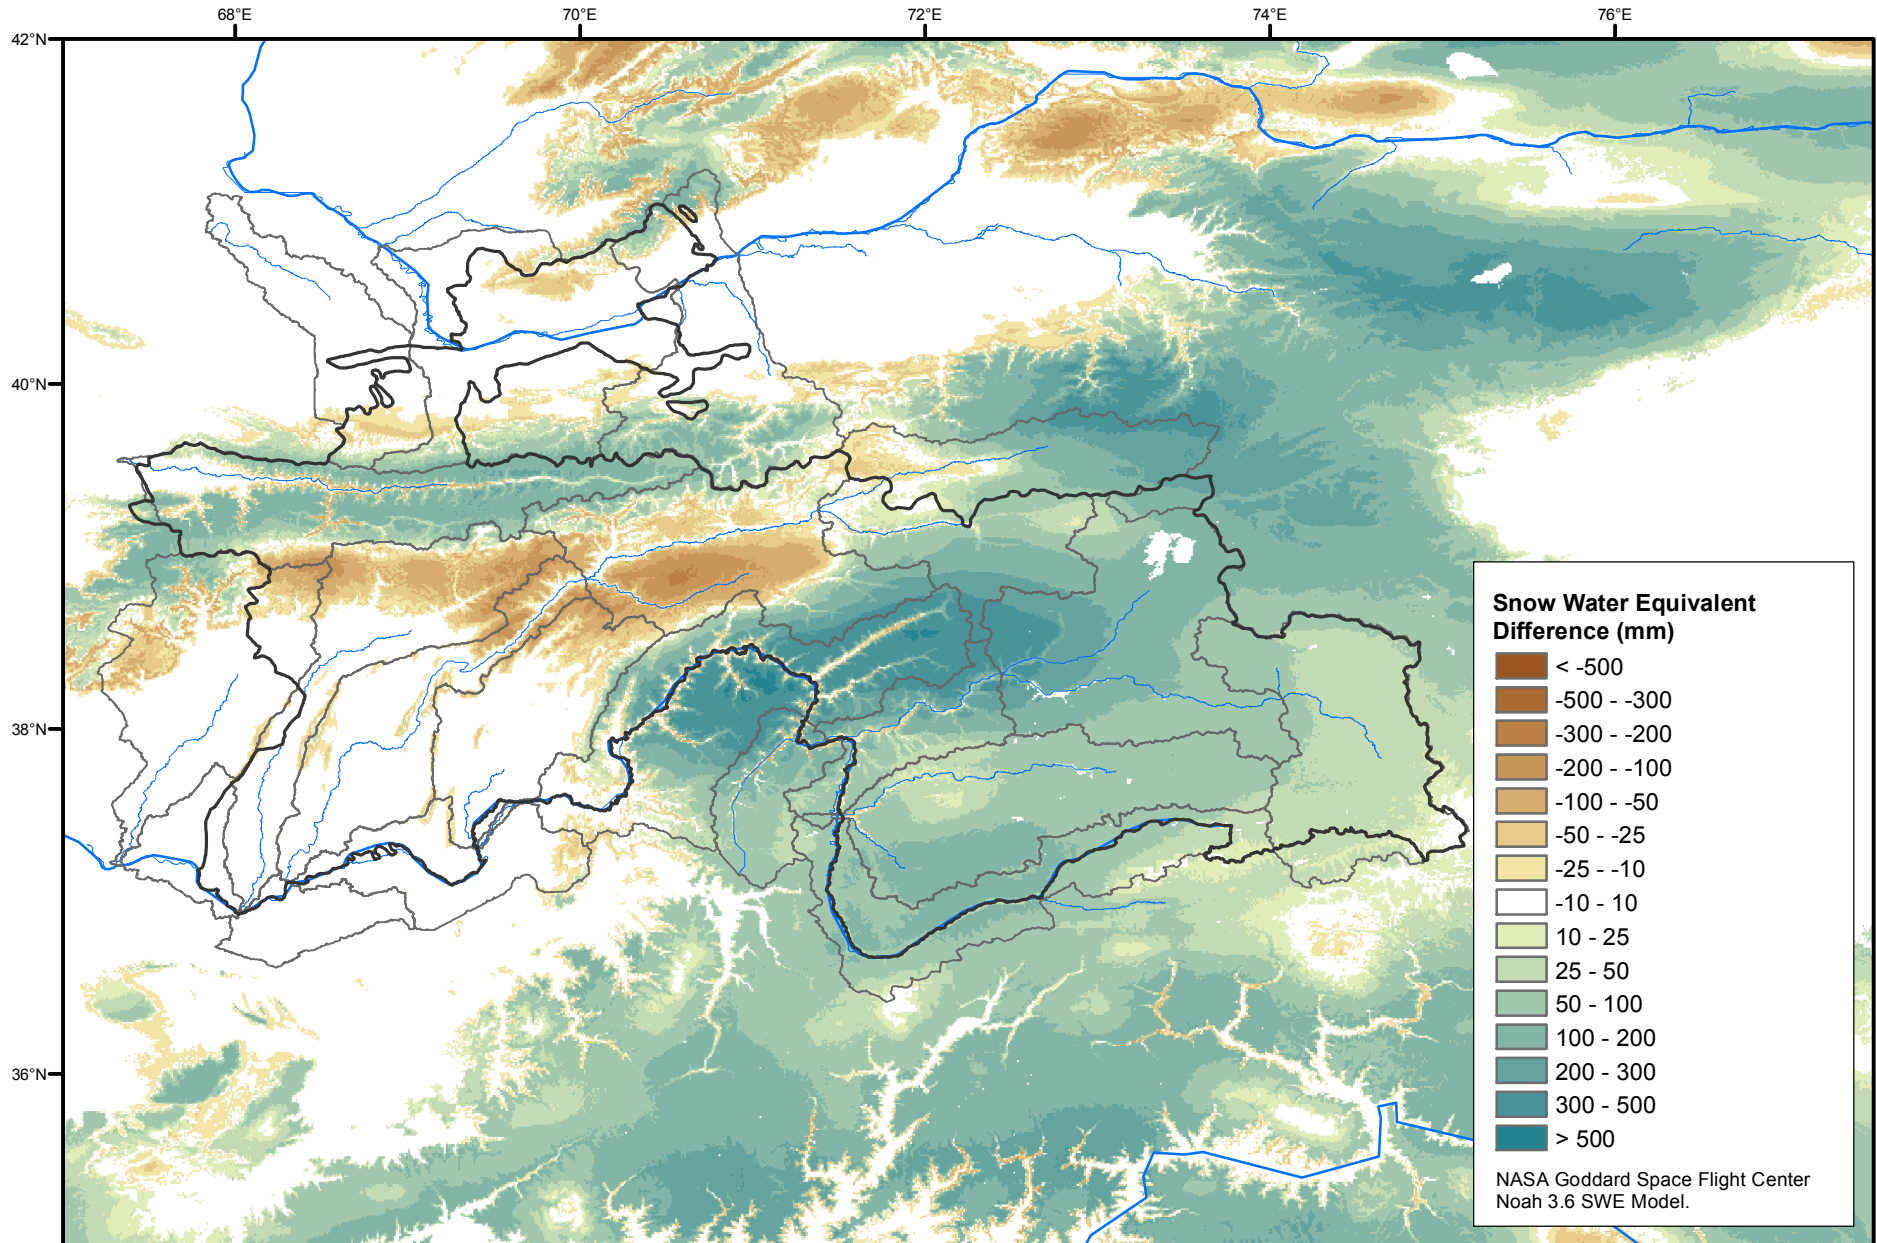 68°E
70°E
72°E
74°E
76°E
42°N
40°N
38°N
36°N
Snow Water Equivalent
Difference (mm)
< -500
-500 - -300
-300 - -200
-200 - -100
-100 - -50
-50 - -25
-25 - -10
-10 - 10
10 - 25
25 - 50
50 - 100
100 - 200
200 - 300
300 - 500
> 500
NASA Goddard Space Flight Center
Noah 3.6 SWE Model.